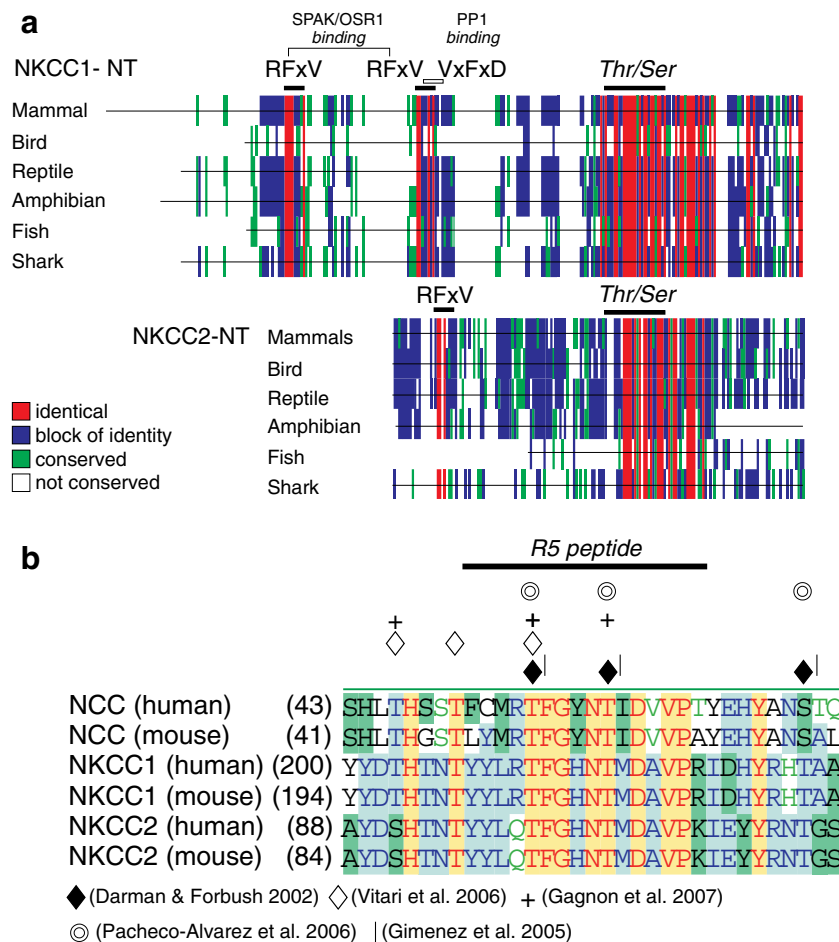 a
SPAK/OSR1 binding
PP1 binding
NKCC1- NT
RFxV
RFxV
VxFxD
Thr/Ser
Mammal
Bird
Reptile
Amphibian
Fish
Shark
RFxV
Thr/Ser
NKCC2-NT
Mammals
Bird
Reptile
Amphibian
Fish
Shark
identical
block of identity
conserved
not conserved
b
R5 peptide
+ + +
NCC (human) (43) SHLTHSSTFCMRTFGYNTIDVVPTYEHYANSTQ
NCC (mouse) (41) SHLTHGSTLYMRTFGYNTIDVVPAYEHYANSAL
NKCC1 (human) (200) YYDTHTNTYYLRTFGHNTMDAVPRIDHYRHTAA
NKCC1 (mouse) (194) YYDTHTNTYYLRTFGHNTMDAVPRIDHYRHTAA
NKCC2 (human) (88) AYDSHTNTYYLQTFGHNTMDAVPKIEYYRNTGS
NKCC2 (mouse) (84) AYDSHTNTYYLQTFGHNTMDAVPKIEYYRNTGS
◆ (Darman & Forbush 2002) ◇ (Vitari et al. 2006) + (Gagnon et al. 2007)
◎ (Pacheco-Alvarez et al. 2006) | (Gimenez et al. 2005)